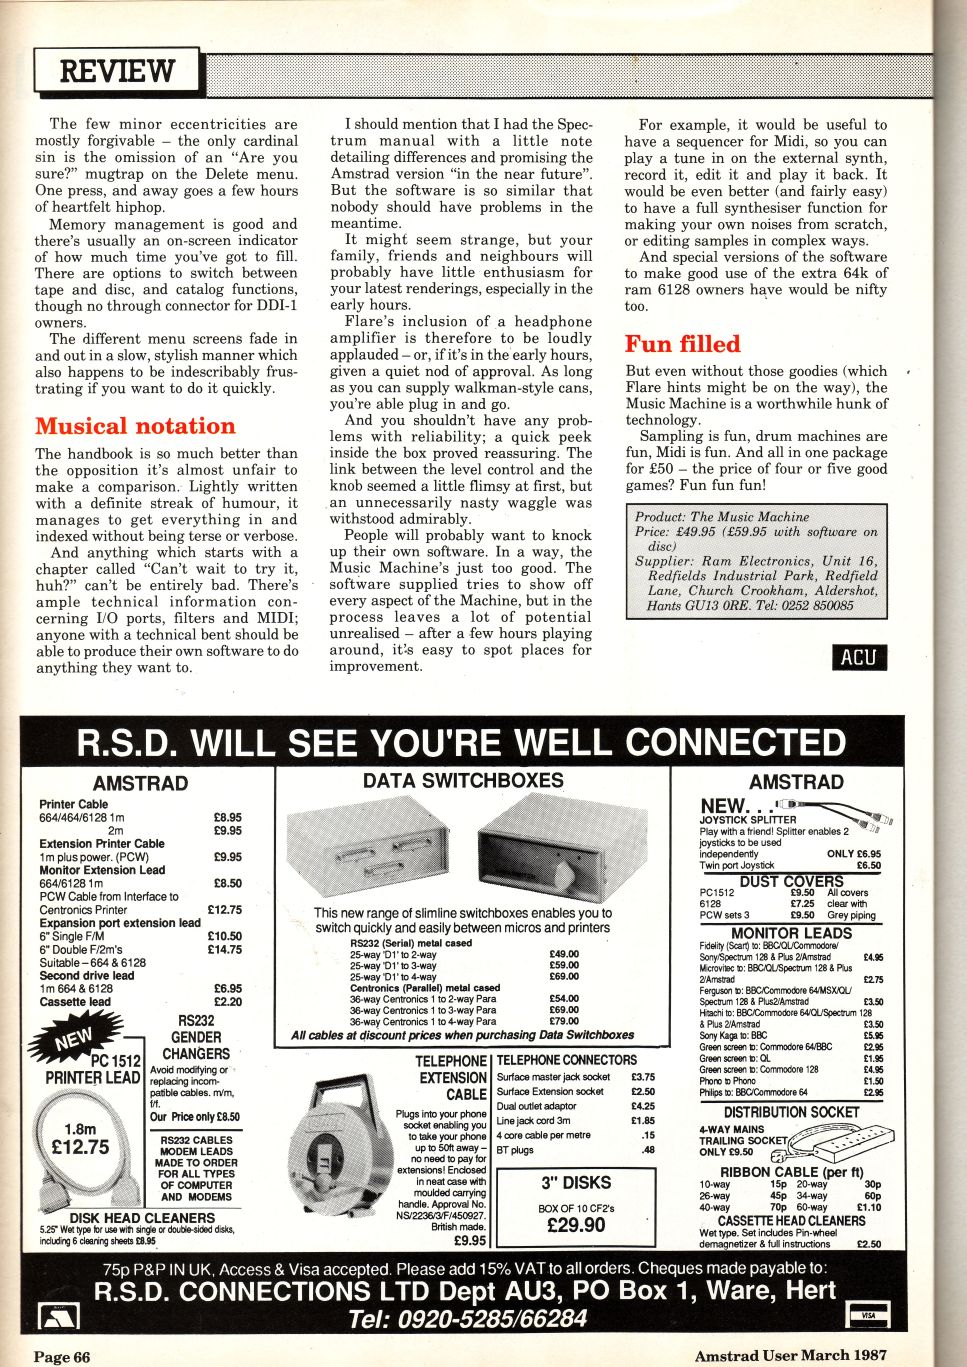 REVIEW
The few minor eccentricities are
mostly forgivable – the only cardinal
sin is the omission of an “Are you
sure?” mugtrap on the Delete menu.
One press, and away goes a few hours
of heartfelt hiphop.
Memory management is good and
there's usually an on-screen indicator
of how much time you've got to fill.
There are options to switch between
tape and disc, and catalog functions,
though no through connector for DDI-1
owners.
The different menu screens fade in
and out in a slow, stylish manner which
also happens to be indescribably frus-
trating if you want to do it quickly.
Musical notation
The handbook is so much better than
the opposition it's almost unfair to
make a comparison. Lightly written
with a definite streak of humour, it
manages to get everything in and
indexed without being terse or verbose.
And anything which starts with a
chapter called “Can't wait to try it,
huh?” can't be entirely bad. There's
ample technical information con-
cerning I/O ports, filters and MIDI;
anyone with a technical bent should be
able to produce their own software to do
anything they want to.
I should mention that I had the Spec-
trum manual with a little note
detailing differences and promising the
Amstrad version “in the near future”.
But the software is so similar that
nobody should have problems in the
meantime.
It might seem strange, but your
family, friends and neighbours will
probably have little enthusiasm for
your latest renderings, especially in the
early hours.
Flare's inclusion of a headphone
amplifier is therefore to be loudly
applauded – or, if it's in the early hours,
given a quiet nod of approval. As long
as you can supply walkman-style cans,
you're able plug in and go.
And you shouldn't have any prob-
lems with reliability; a quick peek
inside the box proved reassuring. The
link between the level control and the
knob seemed a little flimsy at first, but
an unnecessarily nasty waggle was
withstood admirably.
People will probably want to knock
up their own software. In a way, the
Music Machine's just too good. The
software supplied tries to show off
every aspect of the Machine, but in the
process leaves a lot of potential
unrealised – after a few hours playing
around, it's easy to spot places for
improvement.
For example, it would be useful to
have a sequencer for Midi, so you can
play a tune in on the external synth,
record it, edit it and play it back. It
would be even better (and fairly easy)
to have a full synthesiser function for
making your own noises from scratch,
or editing samples in complex ways.
And special versions of the software
to make good use of the extra 64k of
ram 6128 owners have would be nifty
too.
Fun filled
But even without those goodies (which
Flare hints might be on the way), the
Music Machine is a worthwhile hunk of
technology.
Sampling is fun, drum machines are
fun, Midi is fun. And all in one package
for £50 – the price of four or five good
games? Fun fun fun!
Product: The Music Machine
Price: £49.95 (£59.95 with software on
disc)
Supplier: Ram Electronics, Unit 16,
Redfields Industrial Park, Redfield
Lane, Church Crookham, Aldershot,
Hants GU13 0RE. Tel: 0252 850085
ACU
R.S.D. WILL SEE YOU'RE WELL CONNECTED
AMSTRAD
Printer Cable
664/464/6128 1m £8.95
2m £9.95
Extension Printer Cable
1m plus power. (PCW) £9.95
Monitor Extension Lead
664/6128 1m £8.50
PCW Cable from Interface to
Centronics Printer £12.75
Expansion port extension lead
6" Single F/M £10.50
6" Double F/2m's £14.75
Suitable – 664 & 6128
Second drive lead
1m 664 & 6128 £6.95
Cassette lead £2.20
NEW
PC 1512
PRINTER LEAD
1.8m
£12.75
RS232
GENDER
CHANGERS
Avoid modifying or
replacing incom-
patible cables. m/m,
f/f.
Our Price only £8.50
RS232 CABLES
MODEM LEADS
MADE TO ORDER
FOR ALL TYPES
OF COMPUTER
AND MODEMS
DISK HEAD CLEANERS
5.25" Wet type for use with single or double-sided disks,
including 6 cleaning sheets £8.95
DATA SWITCHBOXES
This new range of slimline switchboxes enables you to
switch quickly and easily between micros and printers
RS232 (Serial) metal cased
25-way 'D1' to 2-way £49.00
25-way 'D1' to 3-way £59.00
25-way 'D1' to 4-way £69.00
Centronics (Parallel) metal cased
36-way Centronics 1 to 2-way Para £54.00
36-way Centronics 1 to 3-way Para £69.00
36-way Centronics 1 to 4-way Para £79.00
All cables at discount prices when purchasing Data Switchboxes
TELEPHONE
EXTENSION
CABLE
Plugs into your phone
socket enabling you
to take your phone
up to 50ft away –
no need to pay for
extensions! Enclosed
in neat case with
moulded carrying
handle. Approval No.
NS/2236/3/F/450927.
British made.
£9.95
TELEPHONE CONNECTORS
Surface master jack socket £3.75
Surface Extension socket £2.50
Dual outlet adaptor £4.25
Line jack cord 3m £1.85
4 core cable per metre .15
BT plugs .48
3" DISKS
BOX OF 10 CF2's
£29.90
AMSTRAD
NEW. . .
JOYSTICK SPLITTER
Play with a friend! Splitter enables 2
joysticks to be used
independently ONLY £6.95
Twin port Joystick £6.50
DUST COVERS
PC1512 £9.50 All covers
6128 £7.25 clear with
PCW sets 3 £9.50 Grey piping
MONITOR LEADS
Fidelity (Scart) to: BBC/QL/Commodore/
Sony/Spectrum 128 & Plus 2/Amstrad £4.95
Microvitec to: BBC/QL/Spectrum 128 & Plus
2/Amstrad £2.75
Ferguson to: BBC/Commodore 64/MSX/QL/
Spectrum 128 & Plus2/Amstrad £3.50
Hitachi to: BBC/Commodore 64/QL/Spectrum 128
& Plus 2/Amstrad £3.50
Sony Kaga to: BBC £5.95
Green screen to: Commodore 64/BBC £2.95
Green screen to: QL £1.95
Green screen to: Commodore 128 £4.95
Phono to Phono £1.50
Philips to: BBC/Commodore 64 £2.95
DISTRIBUTION SOCKET
4-WAY MAINS
TRAILING SOCKET
ONLY £9.50
RIBBON CABLE (per ft)
10-way 15p 20-way 30p
26-way 45p 34-way 60p
40-way 70p 60-way £1.10
CASSETTE HEAD CLEANERS
Wet type. Set includes Pin-wheel
demagnetizer & full instructions £2.50
75p P&P IN UK, Access & Visa accepted. Please add 15% VAT to all orders. Cheques made payable to:
R.S.D. CONNECTIONS LTD Dept AU3, PO Box 1, Ware, Hert
Tel: 0920-5285/66284
VISA
Page 66
Amstrad User March 1987